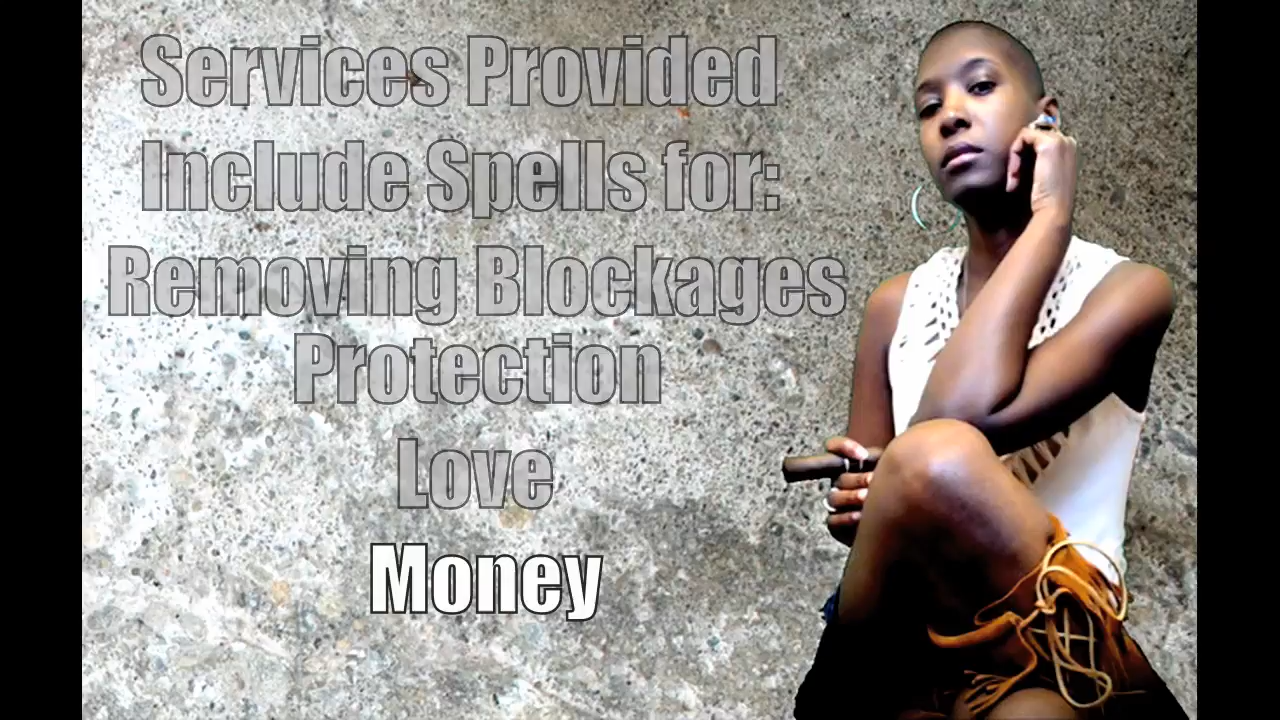 Services Provided
Include Spells for:
Removing Blockages
Protection
Love
Money